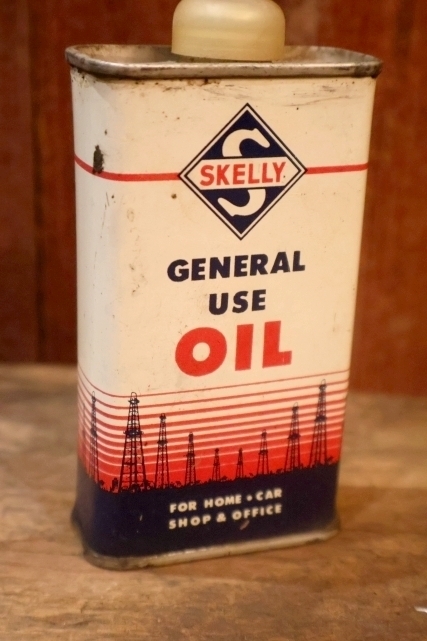 S
SKELLY
GENERAL
USE
OIL
FOR HOME • CAR
SHOP & OFFICE